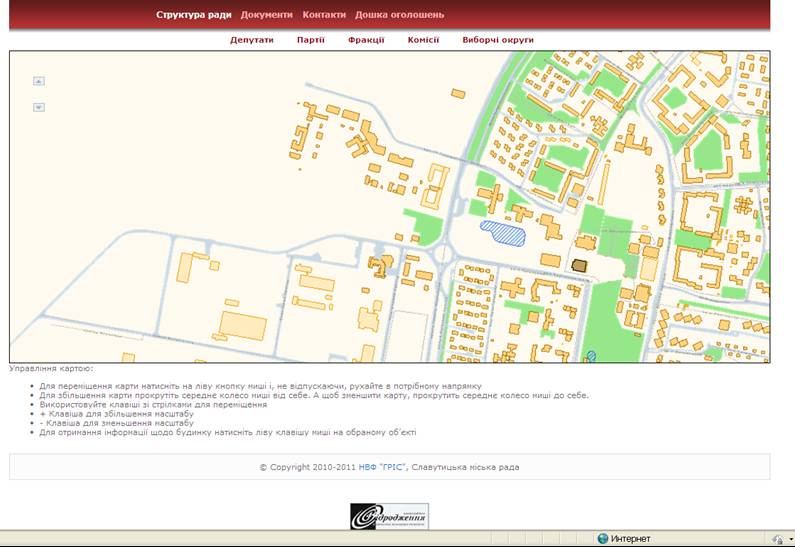 Структура ради Документи Контакти Дошка оголошень
Депутати Партії Фракції Комісії Виборчі округи
Управління картою:
Для переміщення карти натисніть на ліву кнопку миші і, не відпускаючи, рухайте в потрібному напрямку
Для збільшення карти прокрутіть середнє колесо миші від себе. А щоб зменшити карту, прокрутить середнє колесо миші до себе.
Використовуйте клавіші зі стрілками для переміщення
+ Клавіша для збільшення масштабу
- Клавіша для зменьшення масштабу
Для отримання інформації щодо будинку натисніть ліву клавішу миші на обраному об'єкті
© Copyright 2010-2011 НВФ "ГРІС", Славутицька міська рада
Відродження
Интернет